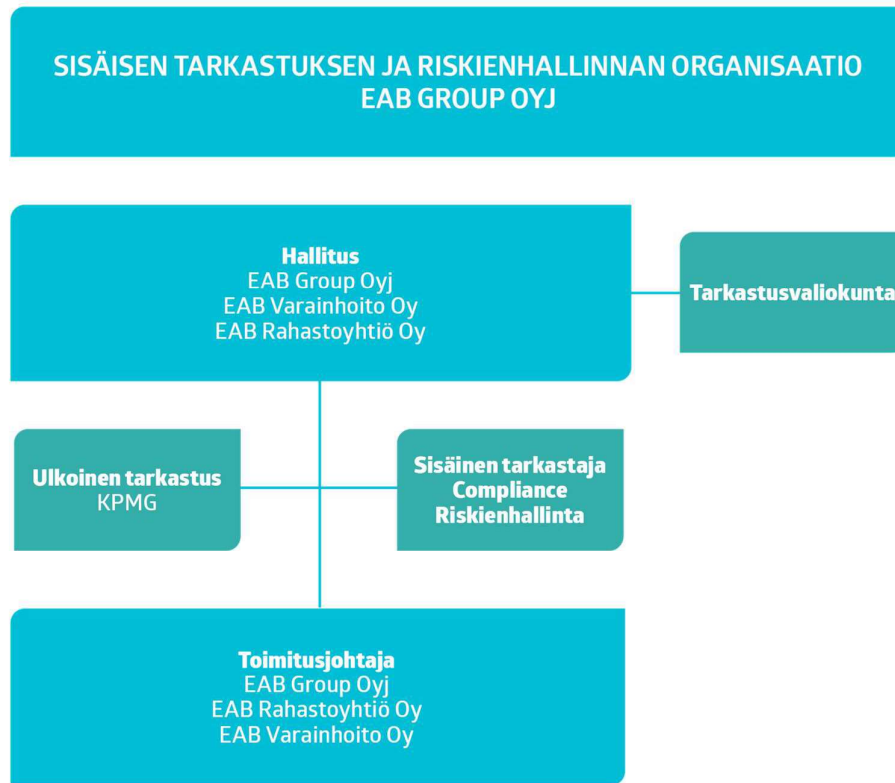 SISÄISEN TARKASTUKSEN JA RISKIENHALLINNAN ORGANISAATIO
EAB GROUP OYJ
Hallitus
EAB Group Oyj
EAB Varainhoito Oy
EAB Rahastoyhtiö Oy
Tarkastusvaliokunta
Ulkoinen tarkastus
KPMG
Sisäinen tarkastaja
Compliance
Riskienhallinta
Toimitusjohtaja
EAB Group Oyj
EAB Rahastoyhtiö Oy
EAB Varainhoito Oy